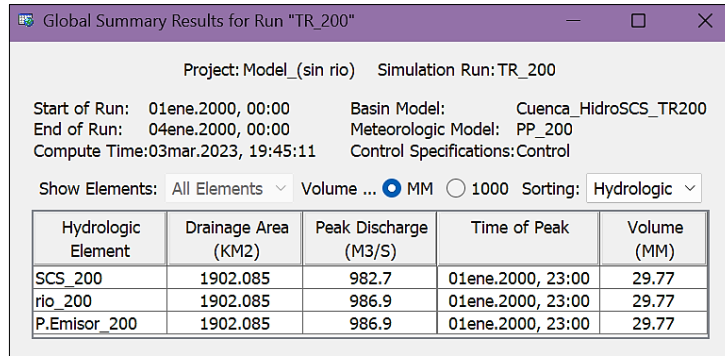 Global Summary Results for Run "TR_200"
Project: Model_(sin rio) Simulation Run: TR_200
Start of Run: 01ene.2000, 00:00 Basin Model: Cuenca_HidroSCS_TR200
End of Run: 04ene.2000, 00:00 Meteorologic Model: PP_200
Compute Time:03mar.2023, 19:45:11 Control Specifications:Control
Show Elements: All Elements Volume ... MM 1000 Sorting: Hydrologic
Hydrologic Element Drainage Area (KM2) Peak Discharge (M3/S) Time of Peak Volume (MM)
SCS_200 1902.085 982.7 01ene.2000, 23:00 29.77
rio_200 1902.085 986.9 01ene.2000, 23:00 29.77
P.Emisor_200 1902.085 986.9 01ene.2000, 23:00 29.77